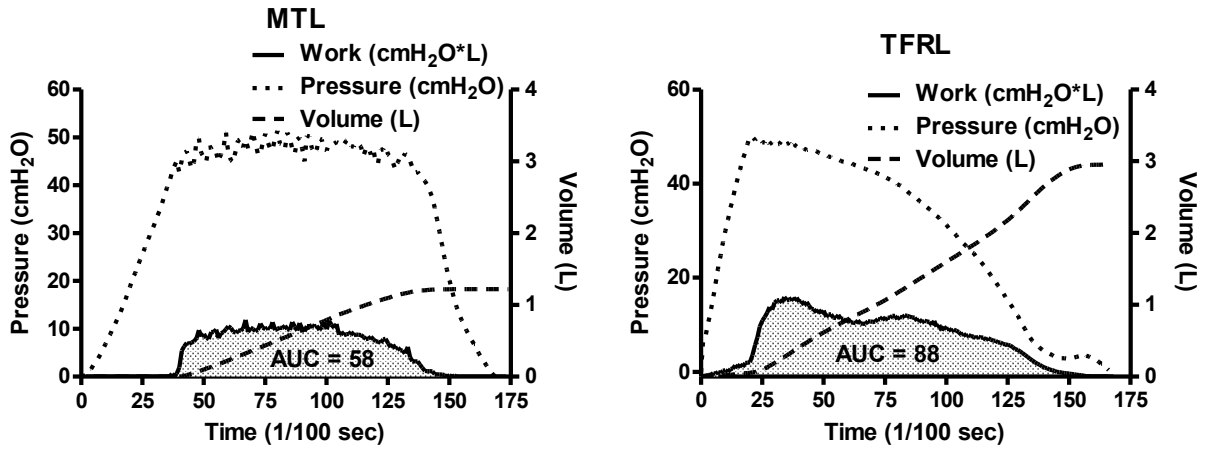 MTL
Work (cmH₂O*L)
Pressure (cmH₂O)
Volume (L)
Pressure (cmH₂O)
60
50
40
30
20
10
0
4
3
2
1
0
Volume (L)
AUC = 58
0 25 50 75 100 125 150 175
Time (1/100 sec)
TFRL
Work (cmH₂O*L)
Pressure (cmH₂O)
Volume (L)
Pressure (cmH₂O)
60
40
20
0
4
3
2
1
0
Volume (L)
AUC = 88
0 25 50 75 100 125 150 175
Time (1/100 sec)